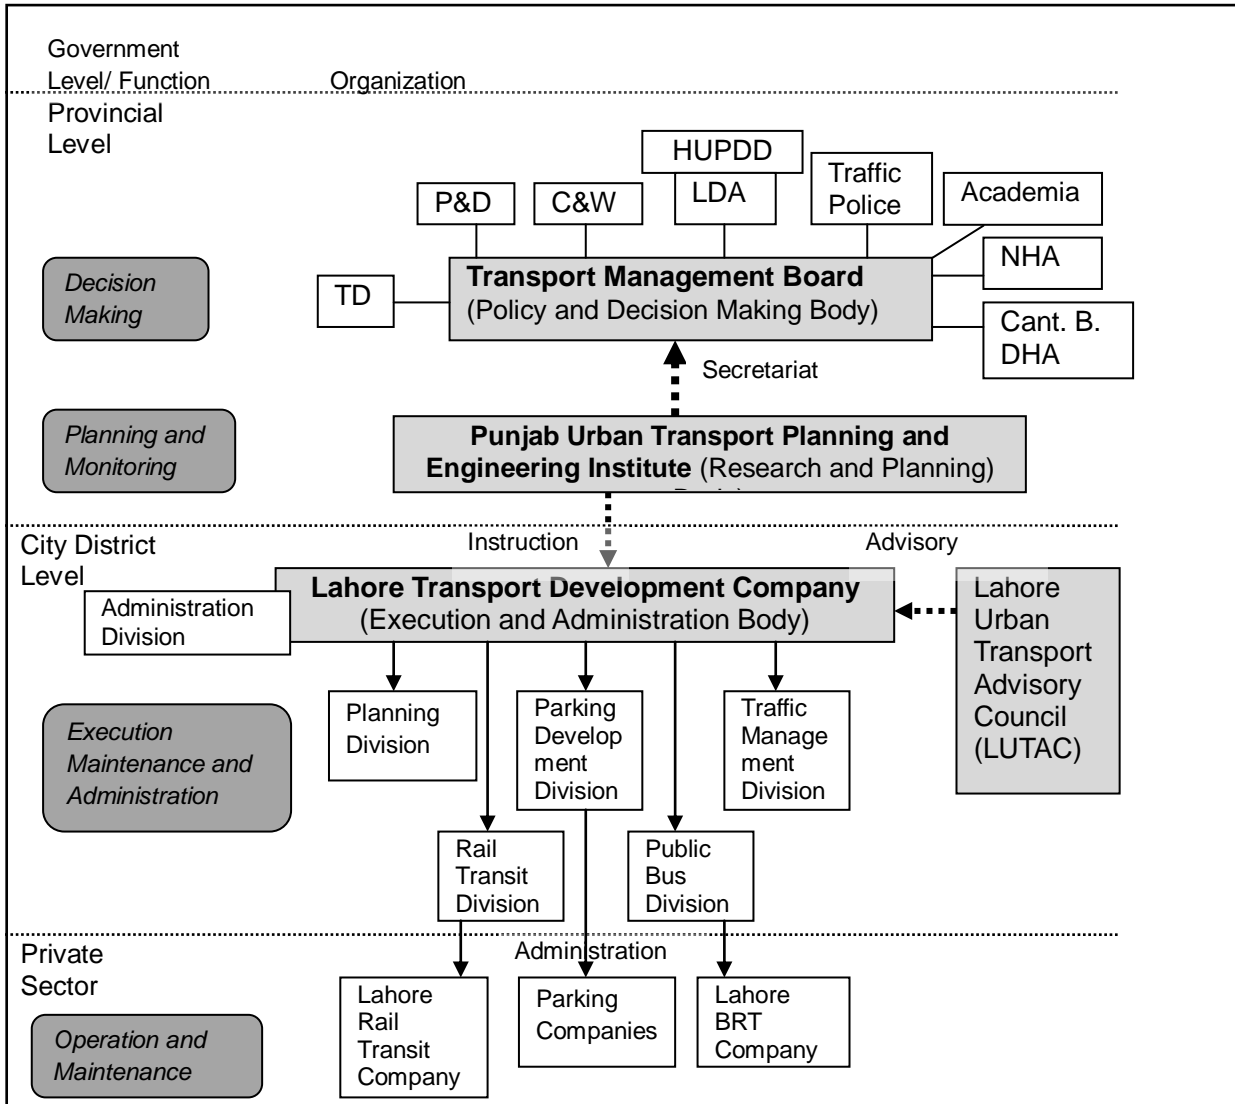 Government
Level/ Function
Organization
Provincial
Level
HUPDD
LDA
Traffic
Police
Academia
P&D
C&W
NHA
Decision
Making
TD
Transport Management Board
(Policy and Decision Making Body)
Cant. B.
DHA
Secretariat
Planning and
Monitoring
Punjab Urban Transport Planning and
Engineering Institute (Research and Planning)
City District
Level
Instruction
Advisory
Administration
Division
Lahore Transport Development Company
(Execution and Administration Body)
Lahore
Urban
Transport
Advisory
Council
(LUTAC)
Execution
Maintenance and
Administration
Planning
Division
Parking
Develop
ment
Division
Traffic
Manage
ment
Division
Rail
Transit
Division
Public
Bus
Division
Private
Sector
Administration
Operation and
Maintenance
Lahore
Rail
Transit
Company
Parking
Companies
Lahore
BRT
Company